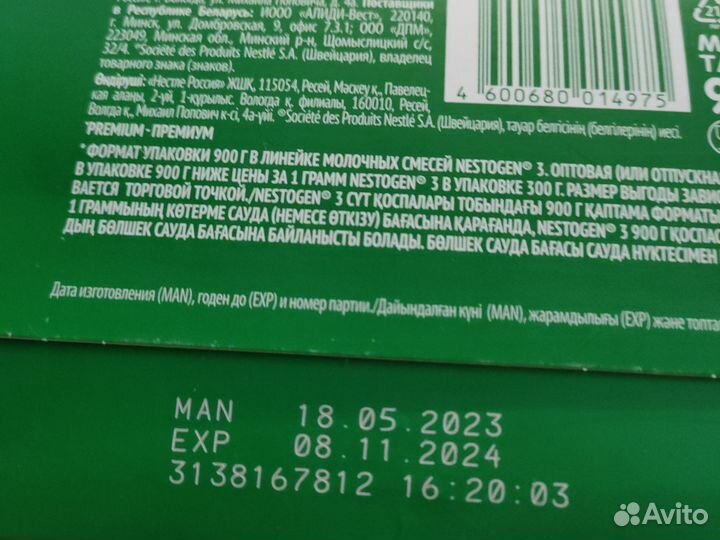 Поставщики
в Республике Беларусь: ИООО «АЛИДИ-Вест», 220140,
г. Минск, ул. Домбровская, 9, офис 7.3.1; ООО «ДПМ»,
223049, Минская обл., Минский р-н, Щомыслицкий с/с,
32/4. ®Société des Produits Nestlé S.A. (Швейцария), владелец
товарного знака (знаков).
Өндіруші: «Нестле Россия» ЖШҚ, 115054, Ресей, Мәскеу қ., Павелец-
кая алаңы, 2-үй, 1-құрылыс. Вологда қ. филиалы, 160010, Ресей,
Вологда қ., Михаил Попович к-сі, 4а-үйі. ®Société des Produits Nestlé S.A. (Швейцария), тауар белгісінің (белгілерінің) иесі.
4 600680 014975
21
'PREMIUM - ПРЕМИУМ
*ФОРМАТ УПАКОВКИ 900 Г В ЛИНЕЙКЕ МОЛОЧНЫХ СМЕСЕЙ NESTOGEN® 3. ОПТОВАЯ (ИЛИ ОТПУСКНА
В УПАКОВКЕ 900 Г НИЖЕ ЦЕНЫ ЗА 1 ГРАММ NESTOGEN® 3 В УПАКОВКЕ 300 Г. РАЗМЕР ВЫГОДЫ ЗАВИ
ВАЕТСЯ ТОРГОВОЙ ТОЧКОЙ./NESTOGEN® 3 СҮТ ҚОСПАЛАРЫ ТОБЫНДАҒЫ 900 Г ҚАПТАМА ФОРМАТЫ
1 ГРАММЫНЫҢ КӨТЕРМЕ САУДА (НЕМЕСЕ ӨТКІЗУ) БАҒАСЫНА ҚАРАҒАНДА, NESTOGEN® 3 900 Г ҚОСПАС
ДЫҢ БӨЛШЕК САУДА БАҒАСЫНА БАЙЛАНЫСТЫ БОЛАДЫ. БӨЛШЕК САУДА БАҒАСЫ САУДА НҮКТЕСІМЕН
Дата изготовления (MAN), годен до (EXP) и номер партии./Дайындалған күні (MAN), жарамдылығы (EXP) және топта
MAN 18.05.2023
EXP 08.11.2024
3138167812 16:20:03
Avito